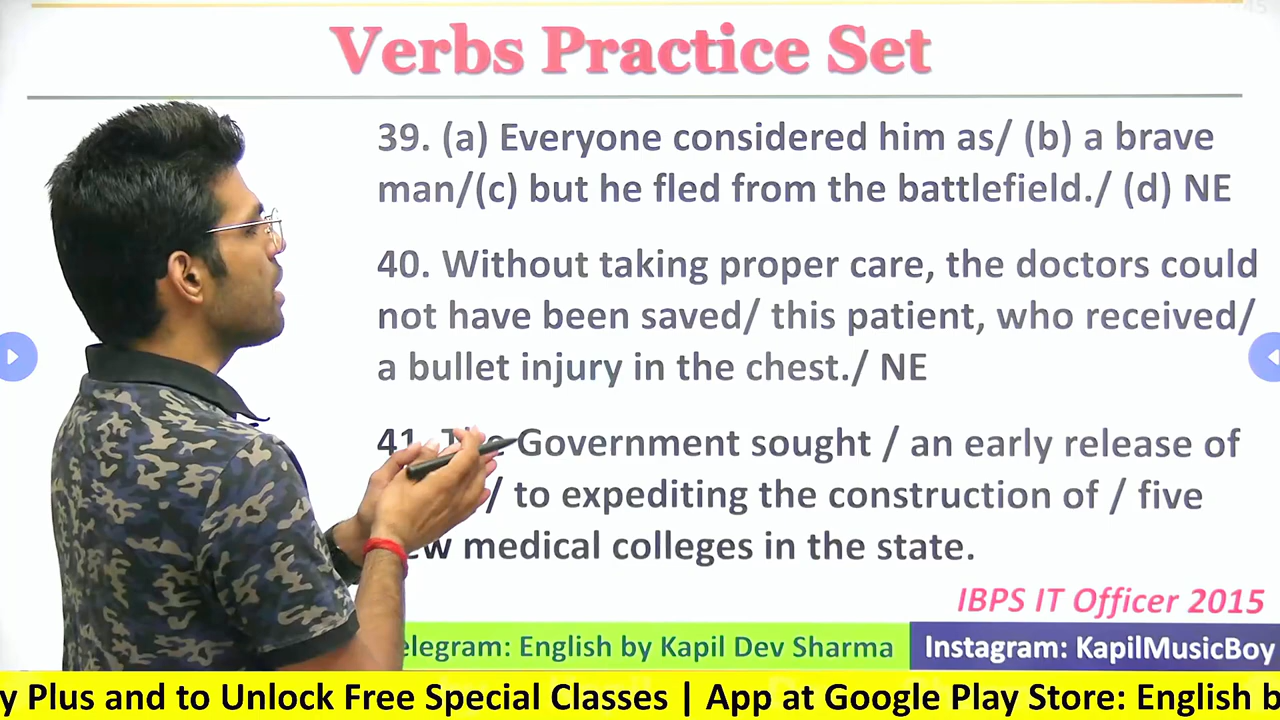 Verbs Practice Set
39. (a) Everyone considered him as/ (b) a brave
man/(c) but he fled from the battlefield./ (d) NE
40. Without taking proper care, the doctors could
not have been saved/ this patient, who received/
a bullet injury in the chest./ NE
41. The Government sought / an early release of
/ to expediting the construction of / five
medical colleges in the state.
IBPS IT Officer 2015
elegram: English by Kapil Dev Sharma
Instagram: KapilMusicBoy
y Plus and to Unlock Free Special Classes | App at Google Play Store: English b